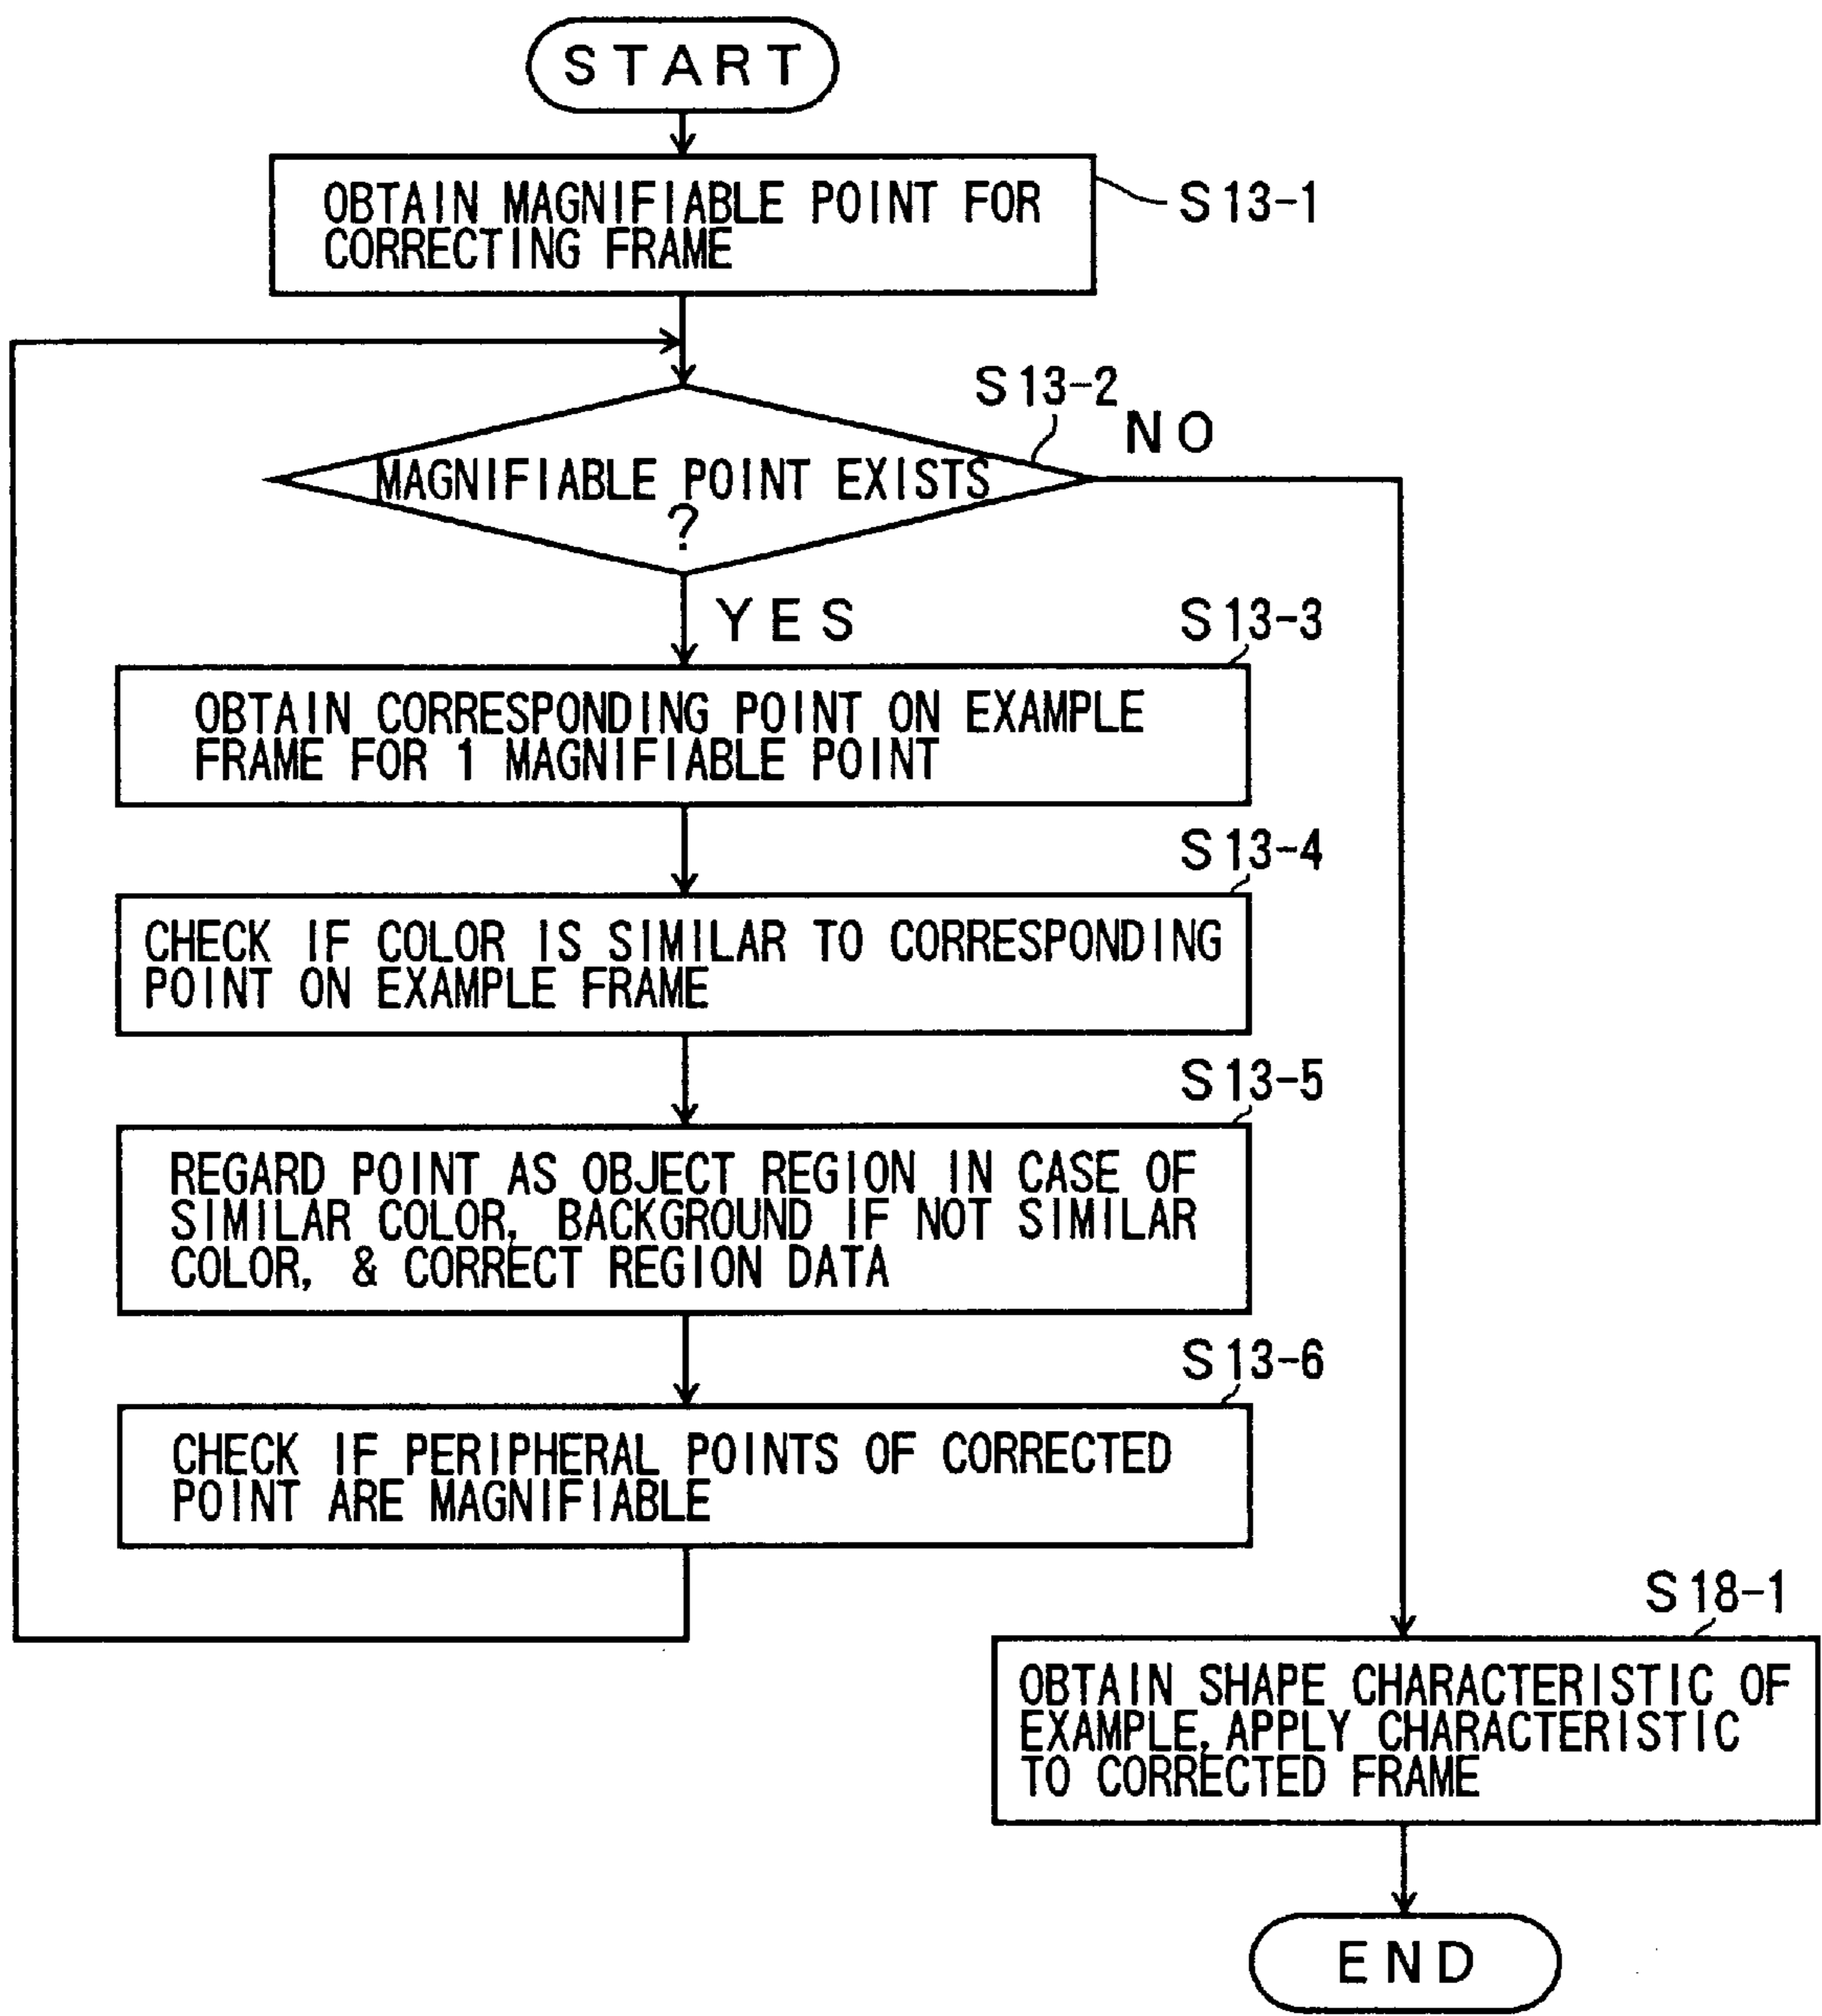 START
OBTAIN MAGNIFIABLE POINT FOR
CORRECTING FRAME
S13-1
S13-2
NO
MAGNIFIABLE POINT EXISTS
?
YES
S13-3
OBTAIN CORRESPONDING POINT ON EXAMPLE
FRAME FOR 1 MAGNIFIABLE POINT
S13-4
CHECK IF COLOR IS SIMILAR TO CORRESPONDING
POINT ON EXAMPLE FRAME
S13-5
REGARD POINT AS OBJECT REGION IN CASE OF
SIMILAR COLOR, BACKGROUND IF NOT SIMILAR
COLOR, & CORRECT REGION DATA
S13-6
CHECK IF PERIPHERAL POINTS OF CORRECTED
POINT ARE MAGNIFIABLE
S18-1
OBTAIN SHAPE CHARACTERISTIC OF
EXAMPLE, APPLY CHARACTERISTIC
TO CORRECTED FRAME
END